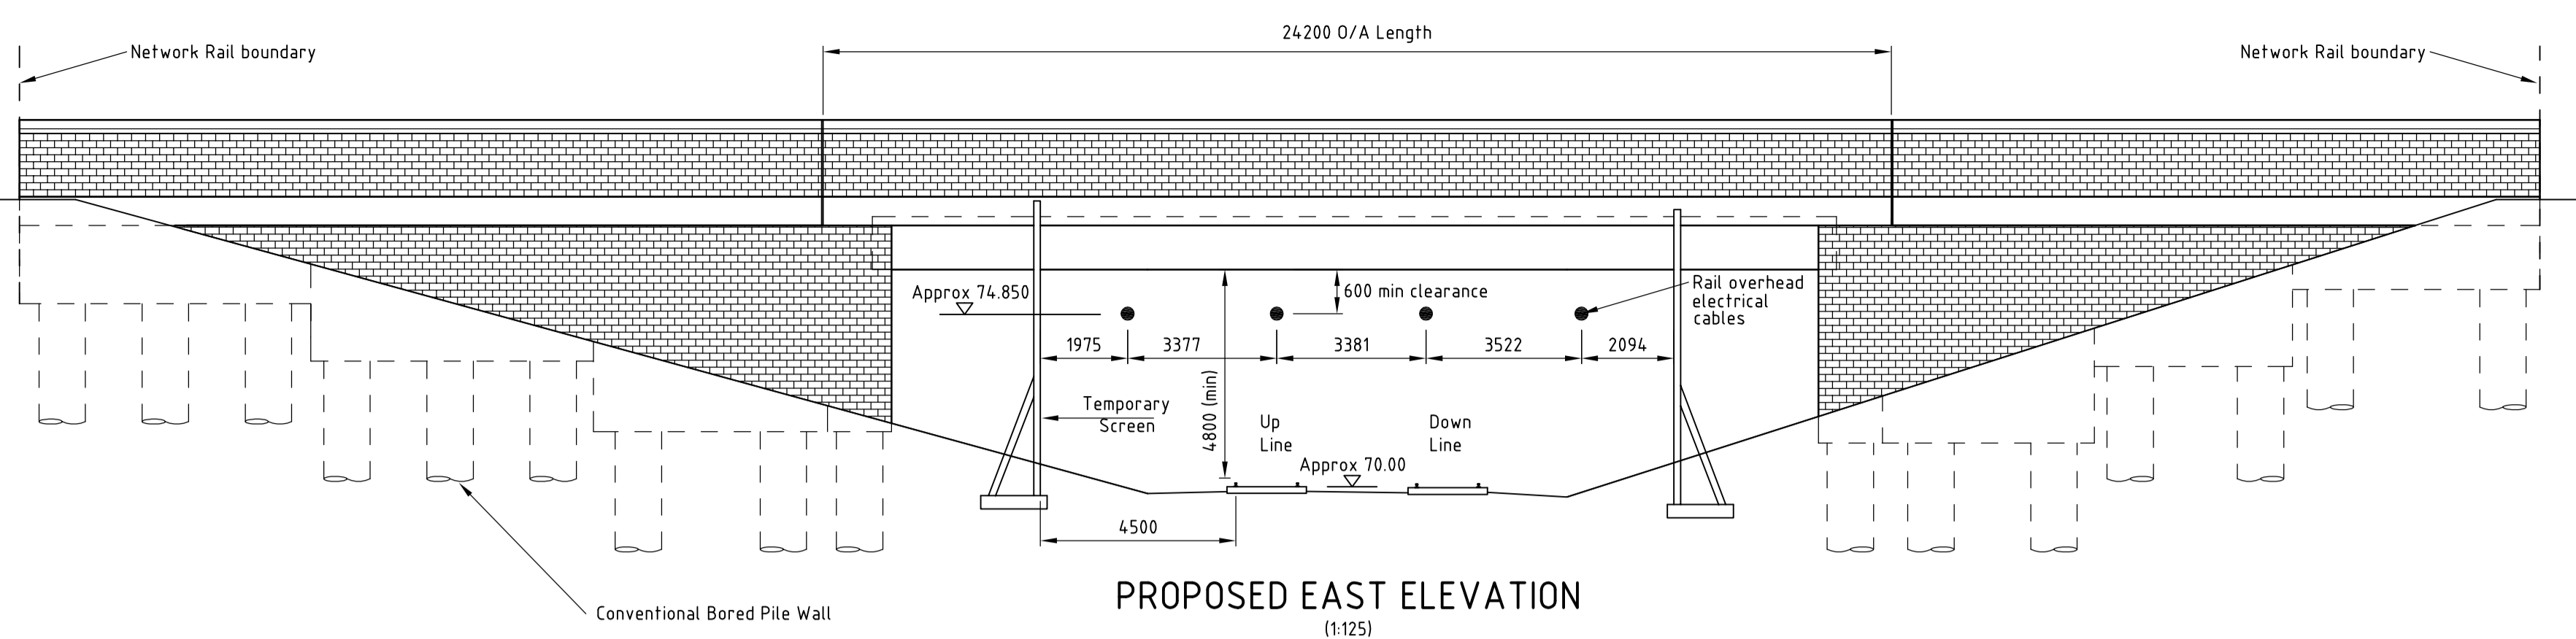 24200 O/A Length
Network Rail boundary
Network Rail boundary
Approx 74.850
600 min clearance
Rail overhead
electrical
cables
1975
3377
3381
3522
2094
4800 (min)
Temporary
Screen
Up
Line
Down
Line
Approx 70.00
4500
Conventional Bored Pile Wall
PROPOSED EAST ELEVATION
(1:125)